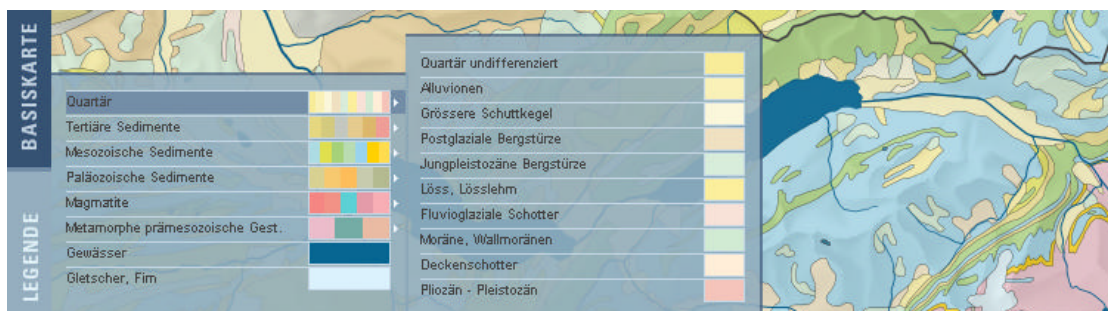 BASISKARTE
LEGENDE
Quartär
Tertiäre Sedimente
Mesozoische Sedimente
Paläozoische Sedimente
Magmatite
Metamorphe prämesozoische Gest.
Gewässer
Gletscher, Firn
Quartär undifferenziert
Alluvionen
Grössere Schuttkegel
Postglaziale Bergstürze
Jungpleistozäne Bergstürze
Löss, Lösslehm
Fluvioglaziale Schotter
Moräne, Wallmoränen
Deckenschotter
Pliozän - Pleistozän